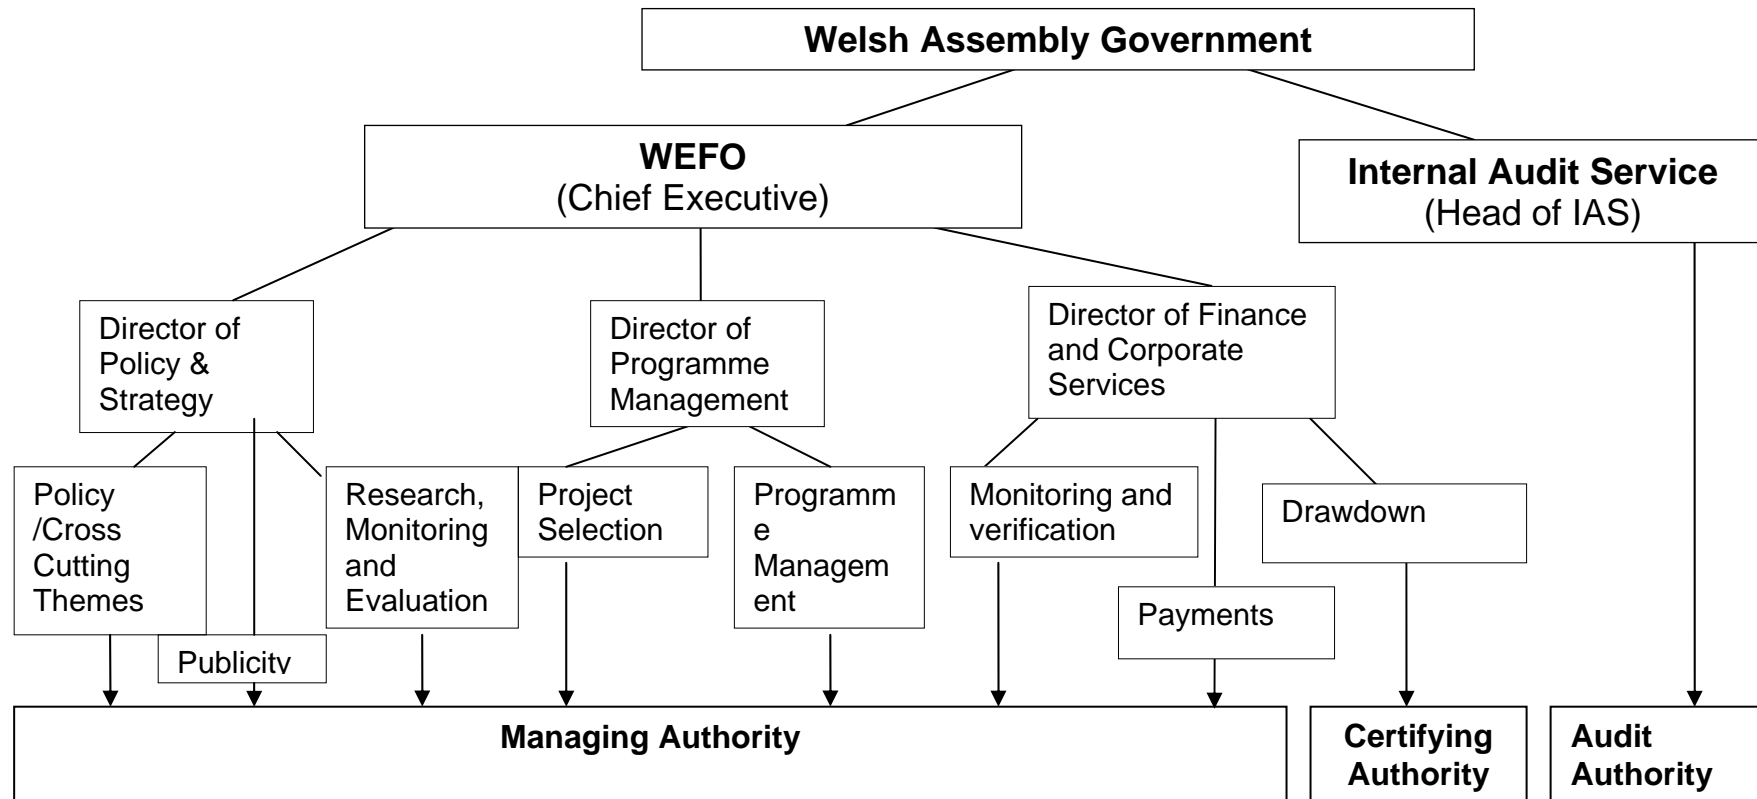 Welsh Assembly Government
WEFO
(Chief Executive)
Internal Audit Service
(Head of IAS)
Director of
Policy &
Strategy
Director of
Programme
Management
Director of Finance
and Corporate
Services
Policy
/Cross
Cutting
Themes
Publicity
Research,
Monitoring
and
Evaluation
Project
Selection
Programm
e
Managem
ent
Monitoring and
verification
Payments
Drawdown
Managing Authority
Certifying
Authority
Audit
Authority